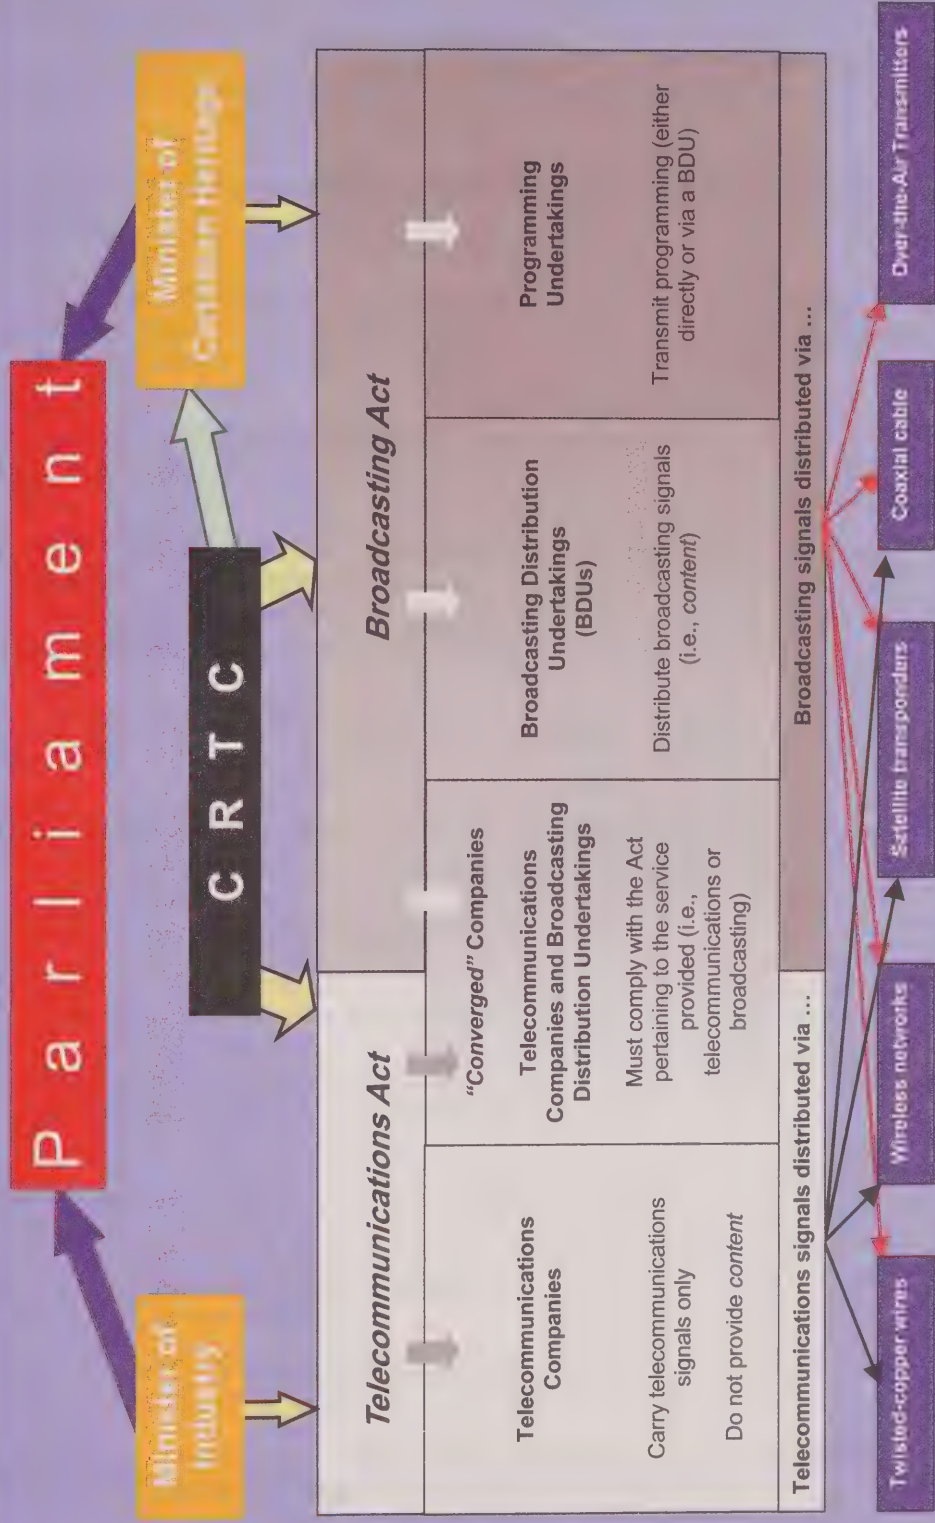 Parliament
Minister of
Industry
Minister of
Canadian Heritage
CRTC
Telecommunications Act
Broadcasting Act
Telecommunications
Companies
Carry telecommunications
signals only
Do not provide content
"Converged" Companies
Telecommunications
Companies and Broadcasting
Distribution Undertakings
Must comply with the Act
pertaining to the service
provided (i.e.,
telecommunications or
broadcasting)
Broadcasting Distribution
Undertakings
(BDUs)
Distribute broadcasting signals
(i.e., content)
Programming
Undertakings
Transmit programming (either
directly or via a BDU)
Telecommunications signals distributed via ...
Broadcasting signals distributed via ...
Twisted-copper wires
Wireless networks
Satellite transponders
Coaxial cable
Over-the-Air Transmitters